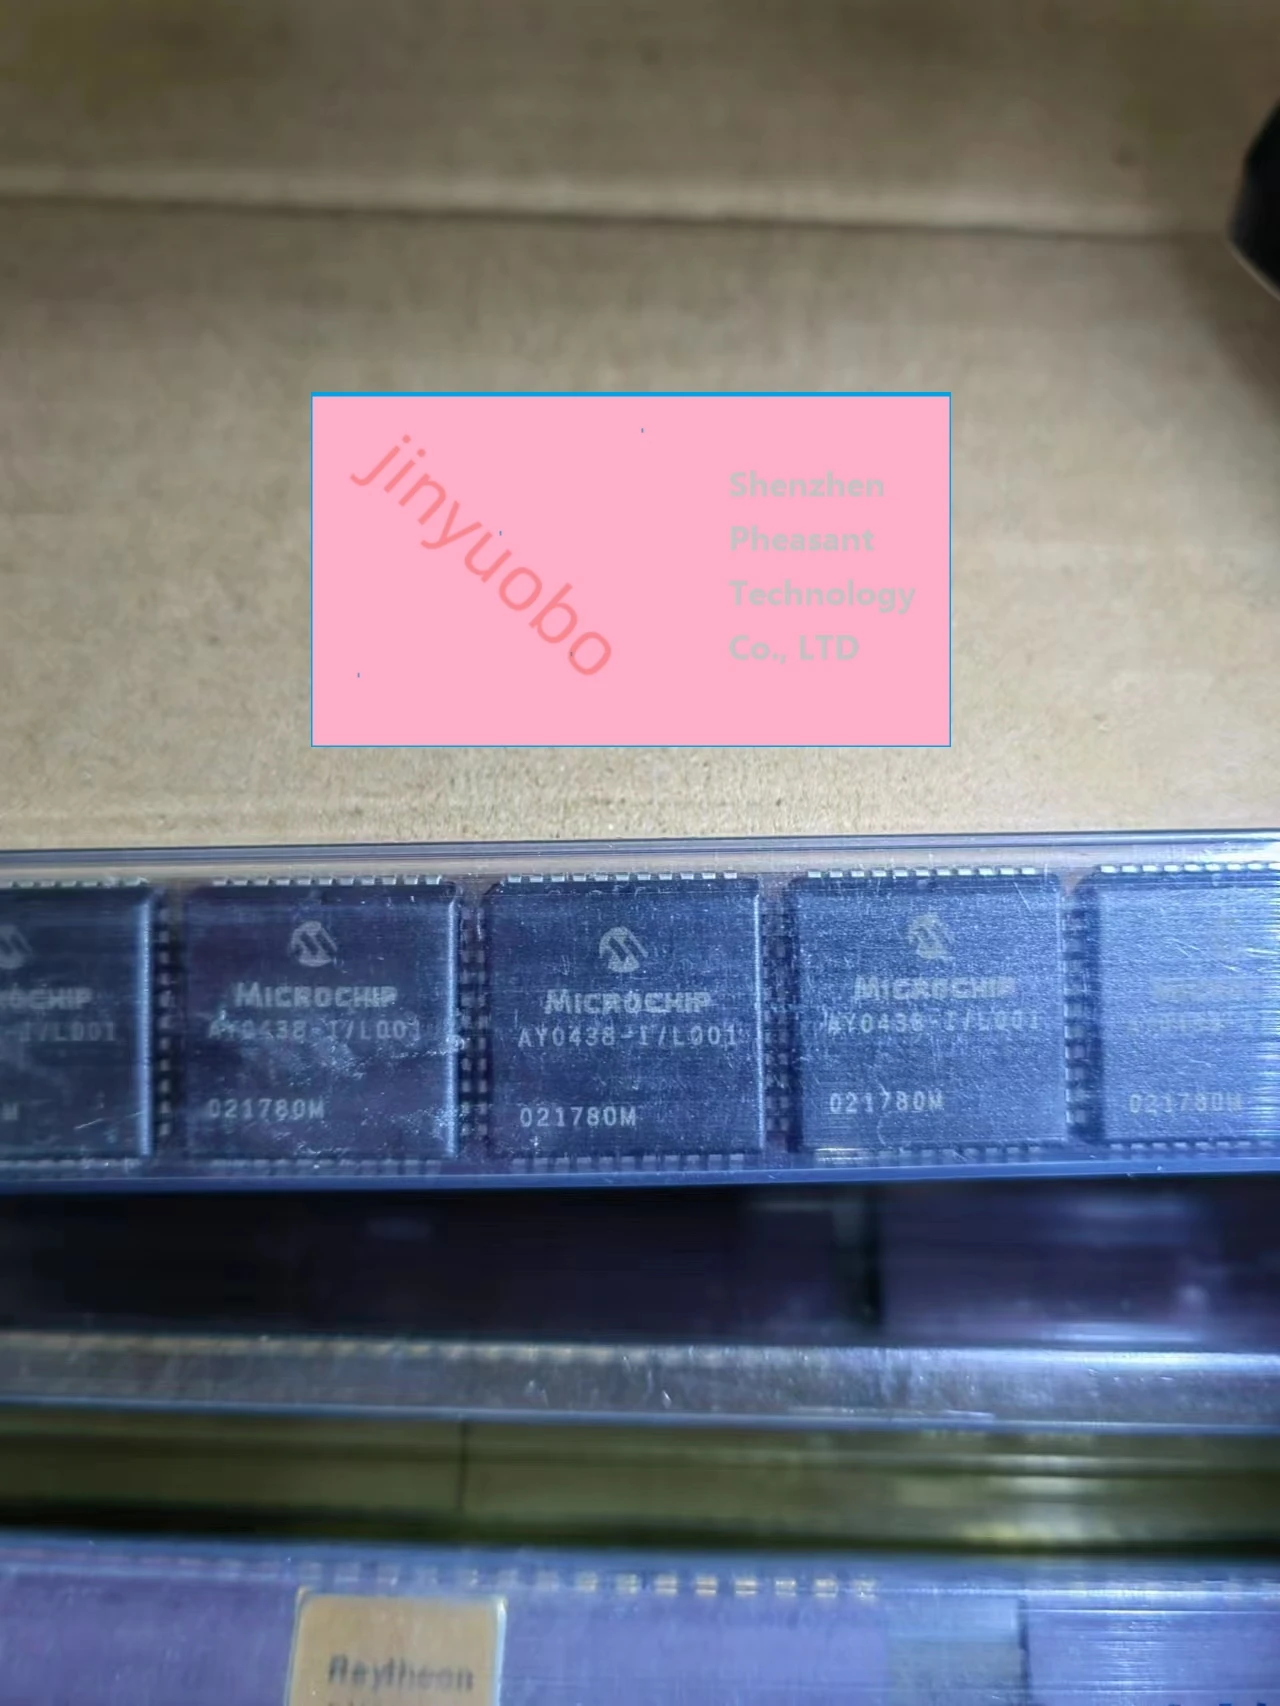 jinyuobo
Shenzhen
Pheasant
Technology
Co., LTD
MICROCHIP
AY0438-I/L001
021780M
MICROCHIP
AY0438-I/L001
021780M
MICROCHIP
AY0438-I/L001
021780M
021780M
Raytheon